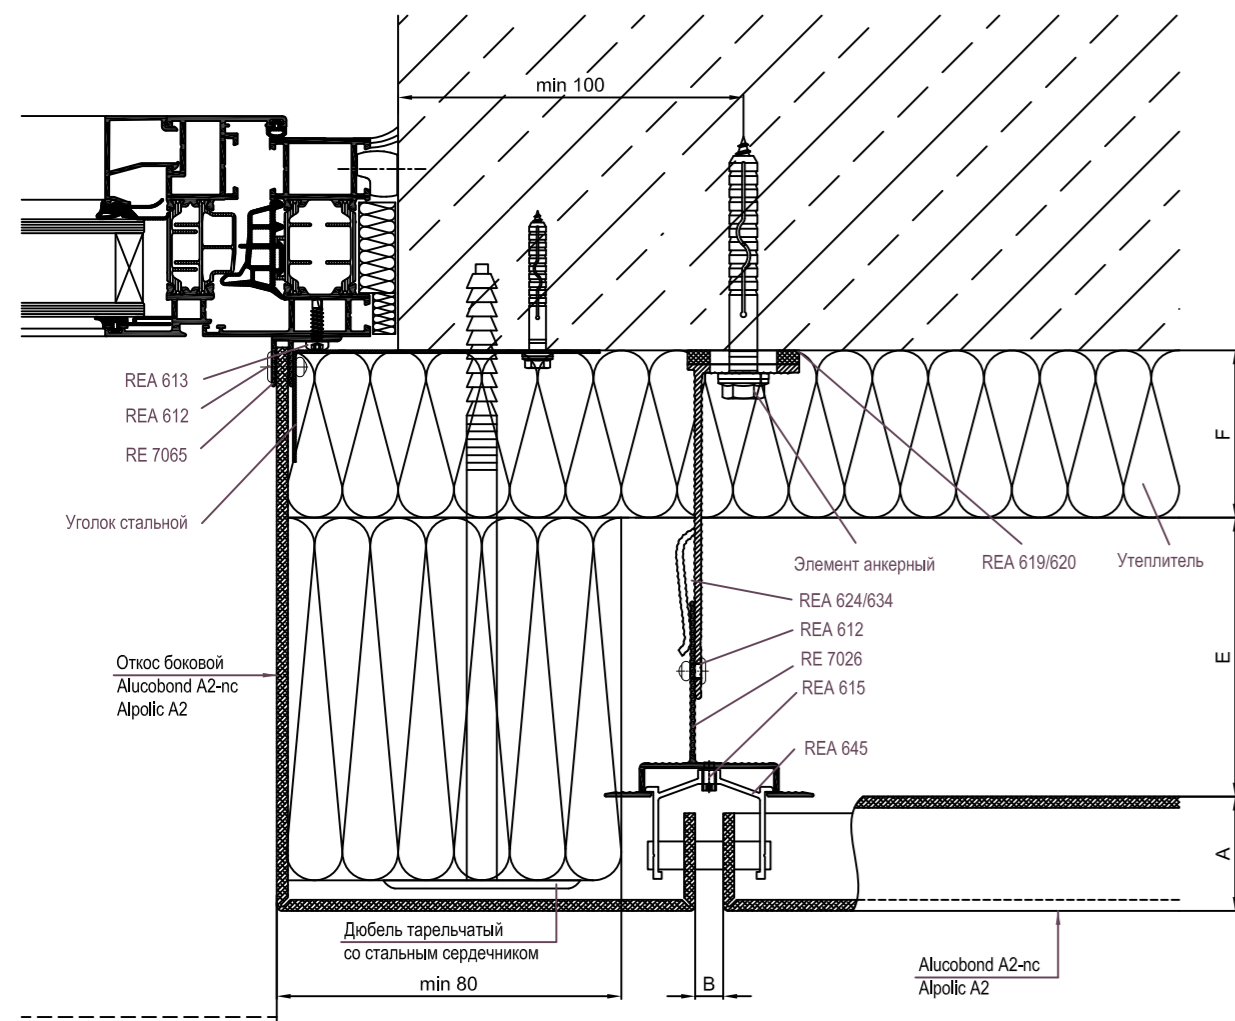 min 100
REA 613
REA 612
RE 7065
Уголок стальной
F
Элемент анкерный
REA 619/620
Утеплитель
REA 624/634
REA 612
RE 7026
REA 615
REA 645
E
Откос боковой
Alucobond A2-nc
Alpolic A2
A
Дюбель тарельчатый
со стальным сердечником
min 80
B
Alucobond A2-nc
Alpolic A2